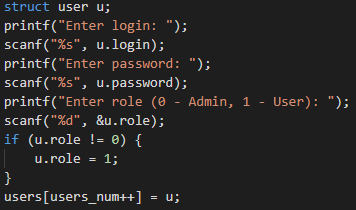 struct user u;
printf("Enter login: ");
scanf("%s", u.login);
printf("Enter password: ");
scanf("%s", u.password);
printf("Enter role (0 - Admin, 1 - User): ");
scanf("%d", &u.role);
if (u.role != 0) {
    u.role = 1;
}
users[users_num++] = u;